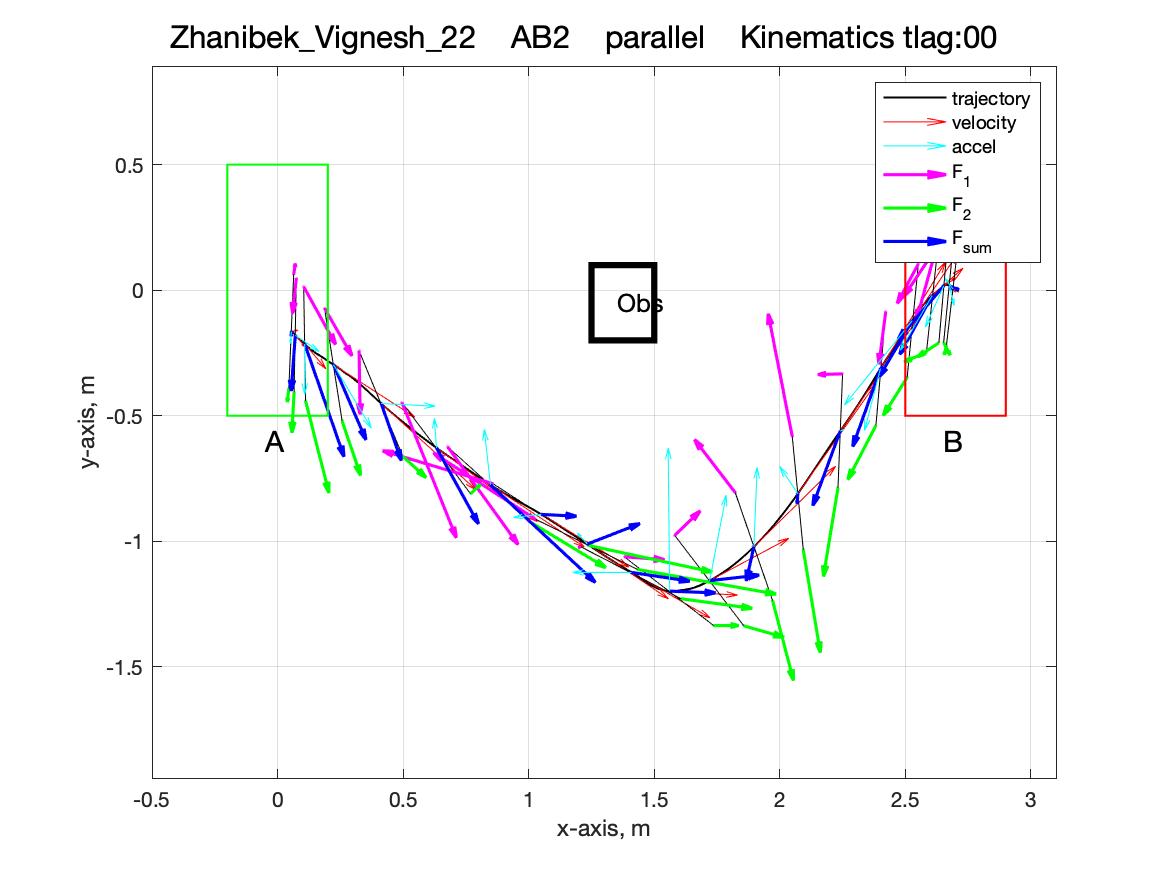 Zhanibek_Vignesh_22 AB2 parallel Kinematics tlag:00
trajectory
velocity
accel
F1
F2
Fsum
0.5
0
-0.5
-1
-1.5
y-axis, m
Obs
A
B
-0.5 0 0.5 1 1.5 2 2.5 3
x-axis, m